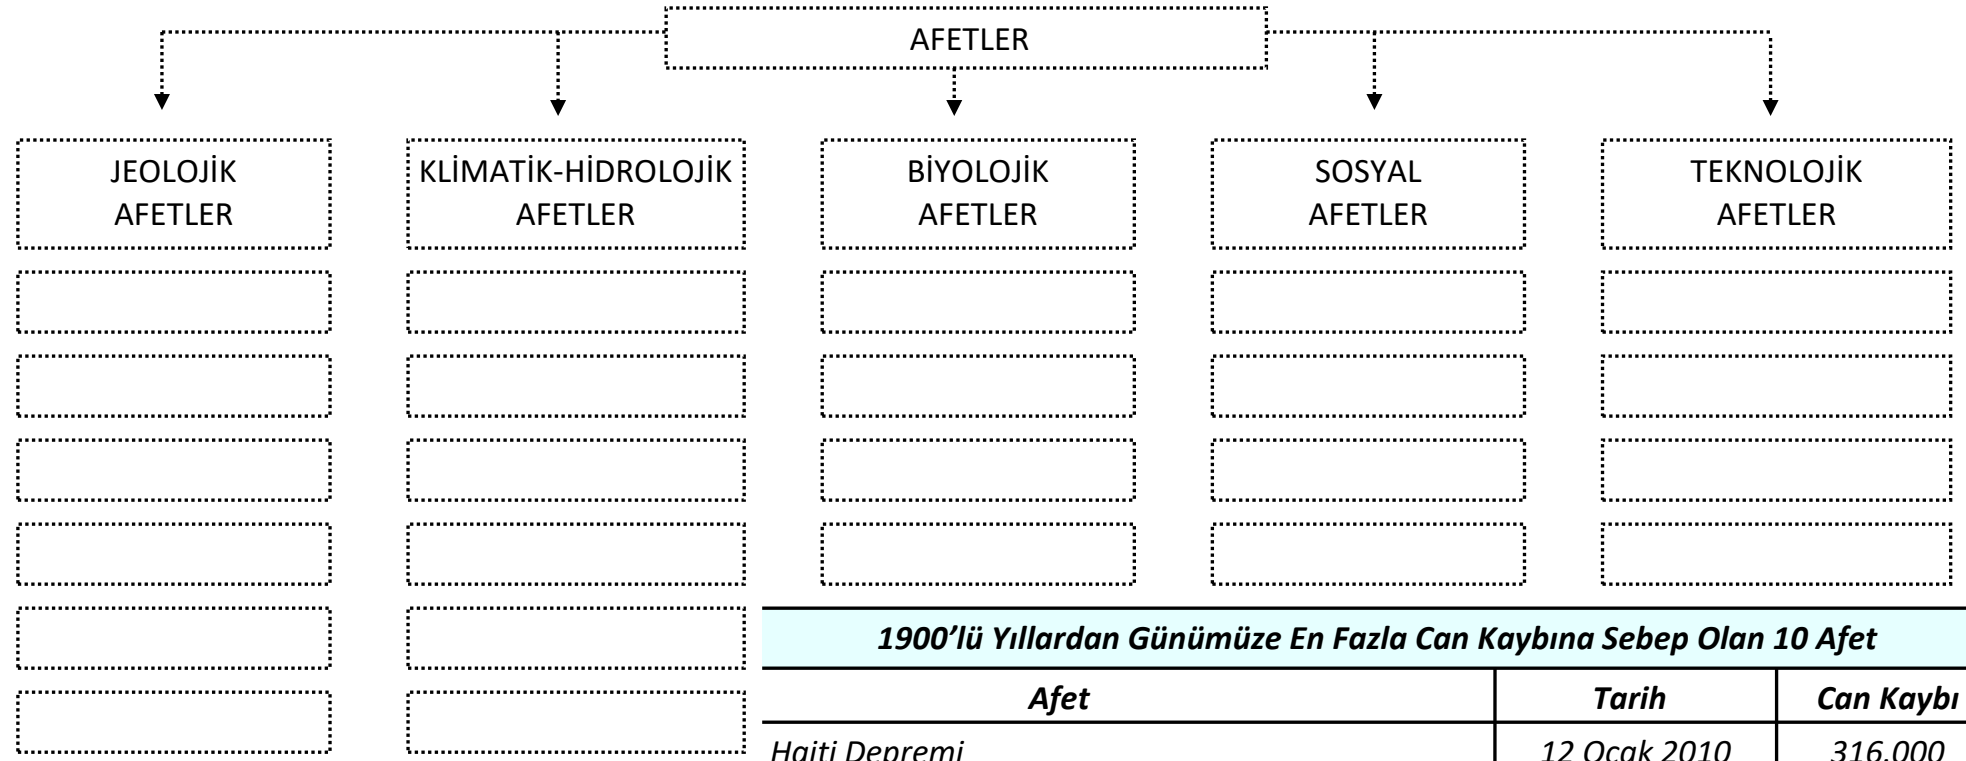 AFETLER
JEOLOJİK
AFETLER
KLİMATİK-HİDROLOJİK
AFETLER
BİYOLOJİK
AFETLER
SOSYAL
AFETLER
TEKNOLOJİK
AFETLER
1900’lü Yıllardan Günümüze En Fazla Can Kaybına Sebep Olan 10 Afet
Afet Tarih Can Kaybı
Haiti Depremi 12 Ocak 2010 316.000